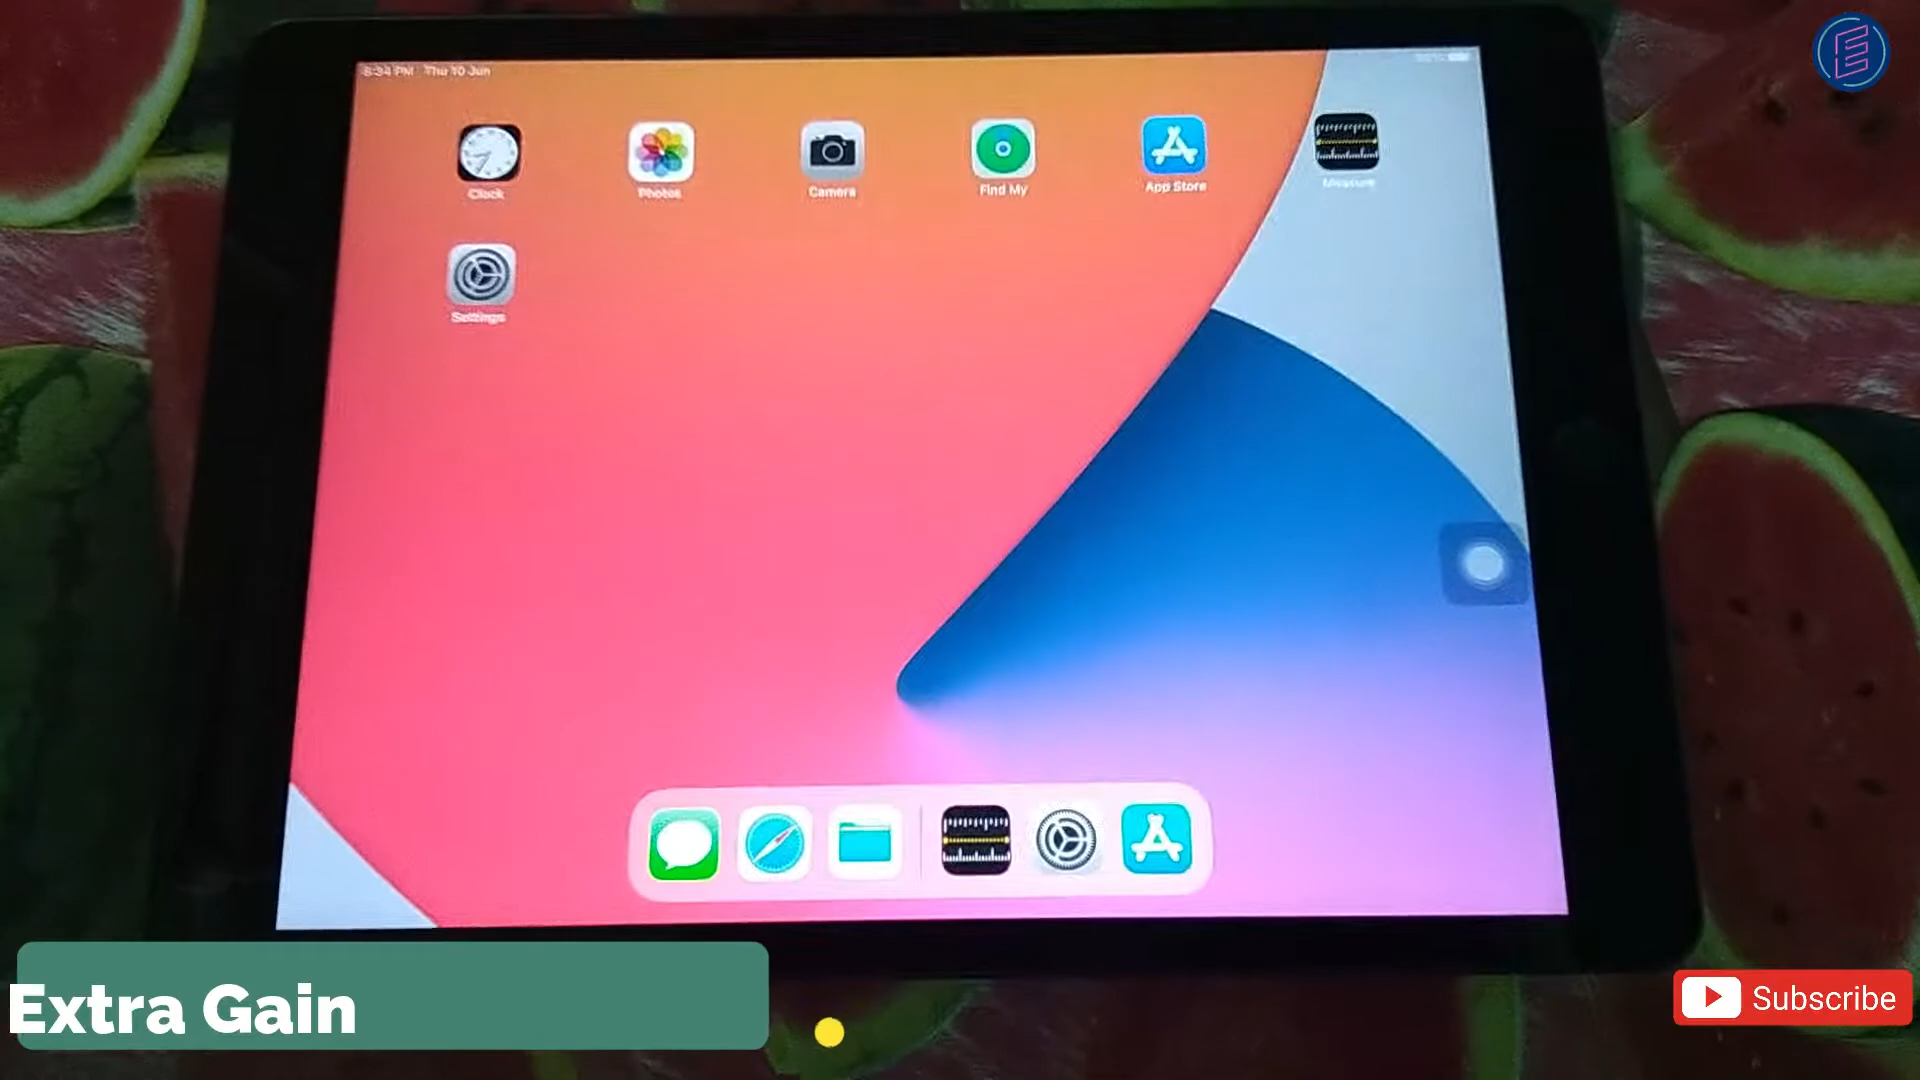 8:34 PM Thu 10 Jun
Clock
Photos
Camera
Find My
App Store
Measure
Settings
Extra Gain
Subscribe